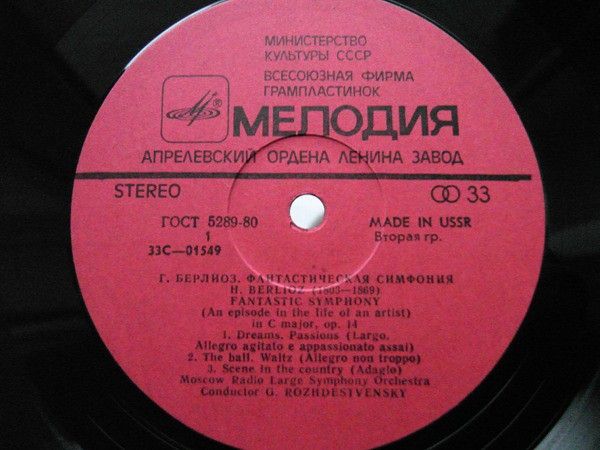 МИНИСТЕРСТВО
КУЛЬТУРЫ СССР
ВСЕСОЮЗНАЯ ФИРМА
ГРАМПЛАСТИНОК
® МЕЛОДИЯ
АПРЕЛЕВСКИЙ ОРДЕНА ЛЕНИНА ЗАВОД
STEREO 33
ГОСТ 5289-80 MADE IN USSR
1 Вторая гр.
33С—01549
Г. БЕРЛИОЗ. ФАНТАСТИЧЕСКАЯ СИМФОНИЯ
H. BERLIOZ (1803—1869)
FANTASTIC SYMPHONY
(An episode in the life of an artist)
in C major, op. 14
1. Dreams, Passions (Largo,
Allegro agitato e appassionato assai)
2. The ball. Waltz (Allegro non troppo)
3. Scene in the country (Adagio)
Moscow Radio Large Symphony Orchestra
Conductor G. ROZHDESTVENSKY